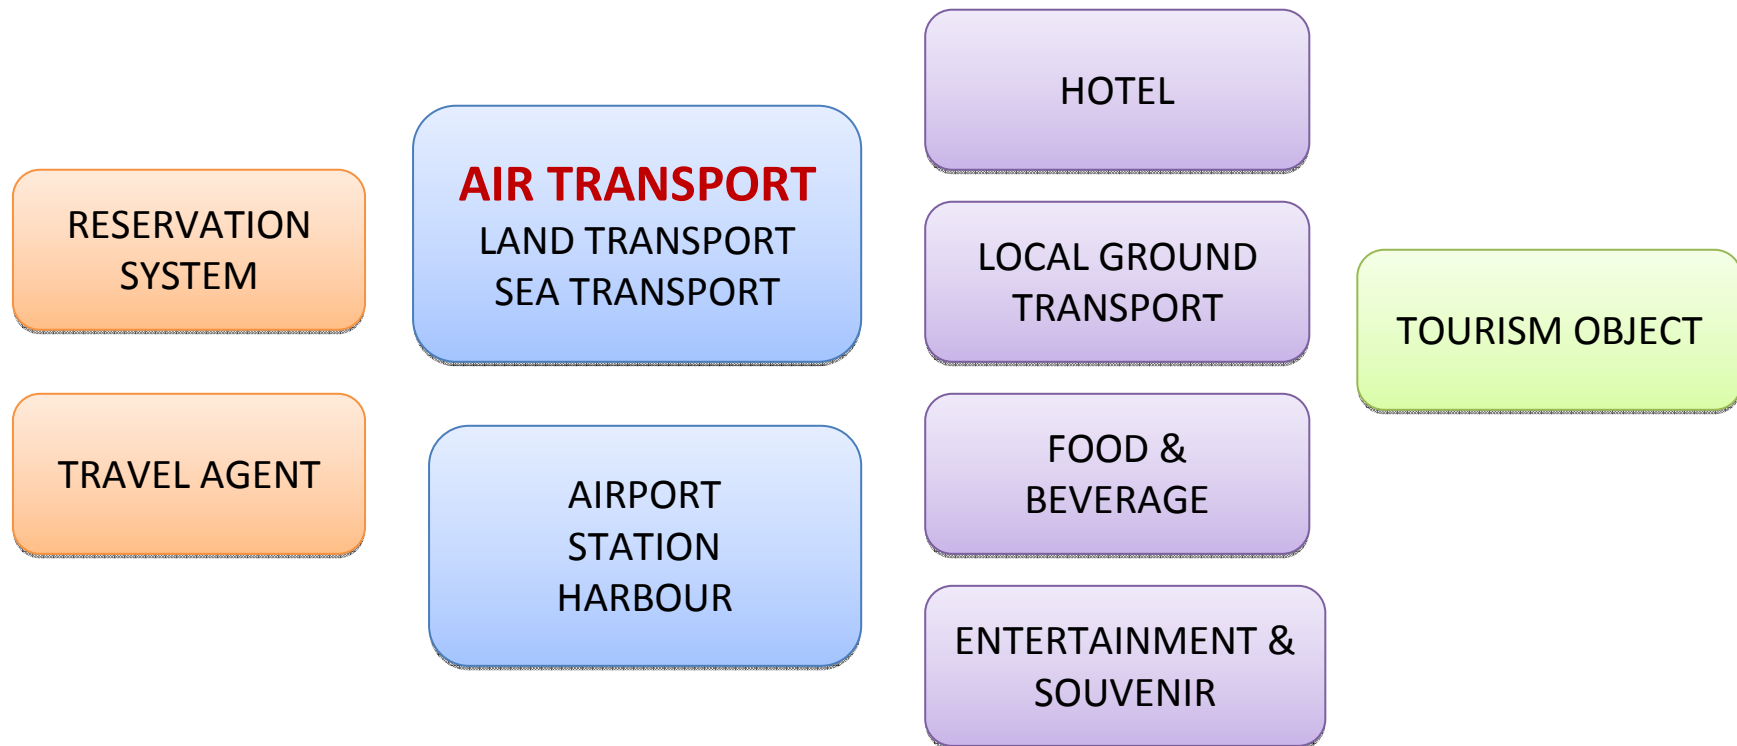 RESERVATION
SYSTEM
TRAVEL AGENT
AIR TRANSPORT
LAND TRANSPORT
SEA TRANSPORT
AIRPORT
STATION
HARBOUR
HOTEL
LOCAL GROUND
TRANSPORT
FOOD &
BEVERAGE
ENTERTAINMENT &
SOUVENIR
TOURISM OBJECT